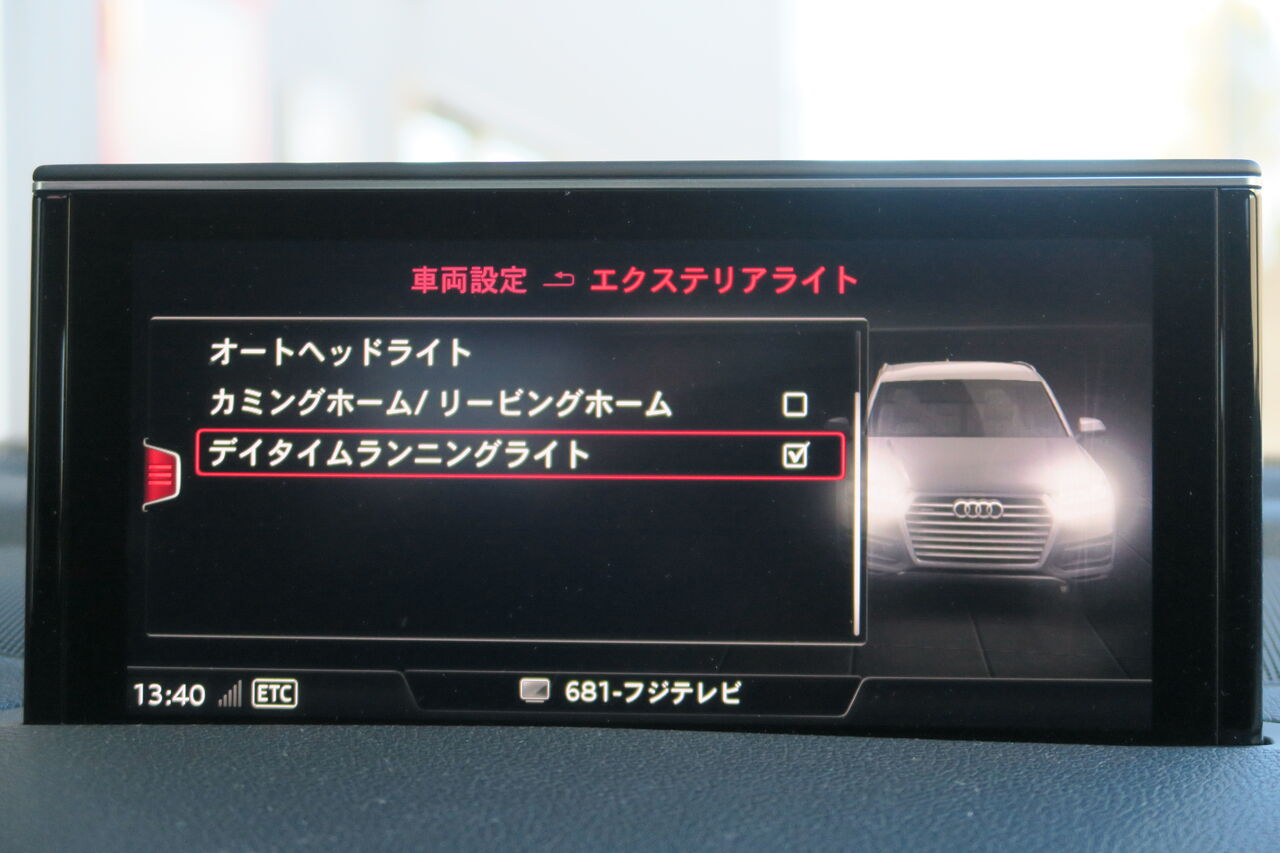 車両設定 エクステリアライト
オートヘッドライト
カミングホーム/リービングホーム
デイタイムランニングライト
13:40 ETC 681-フジテレビ